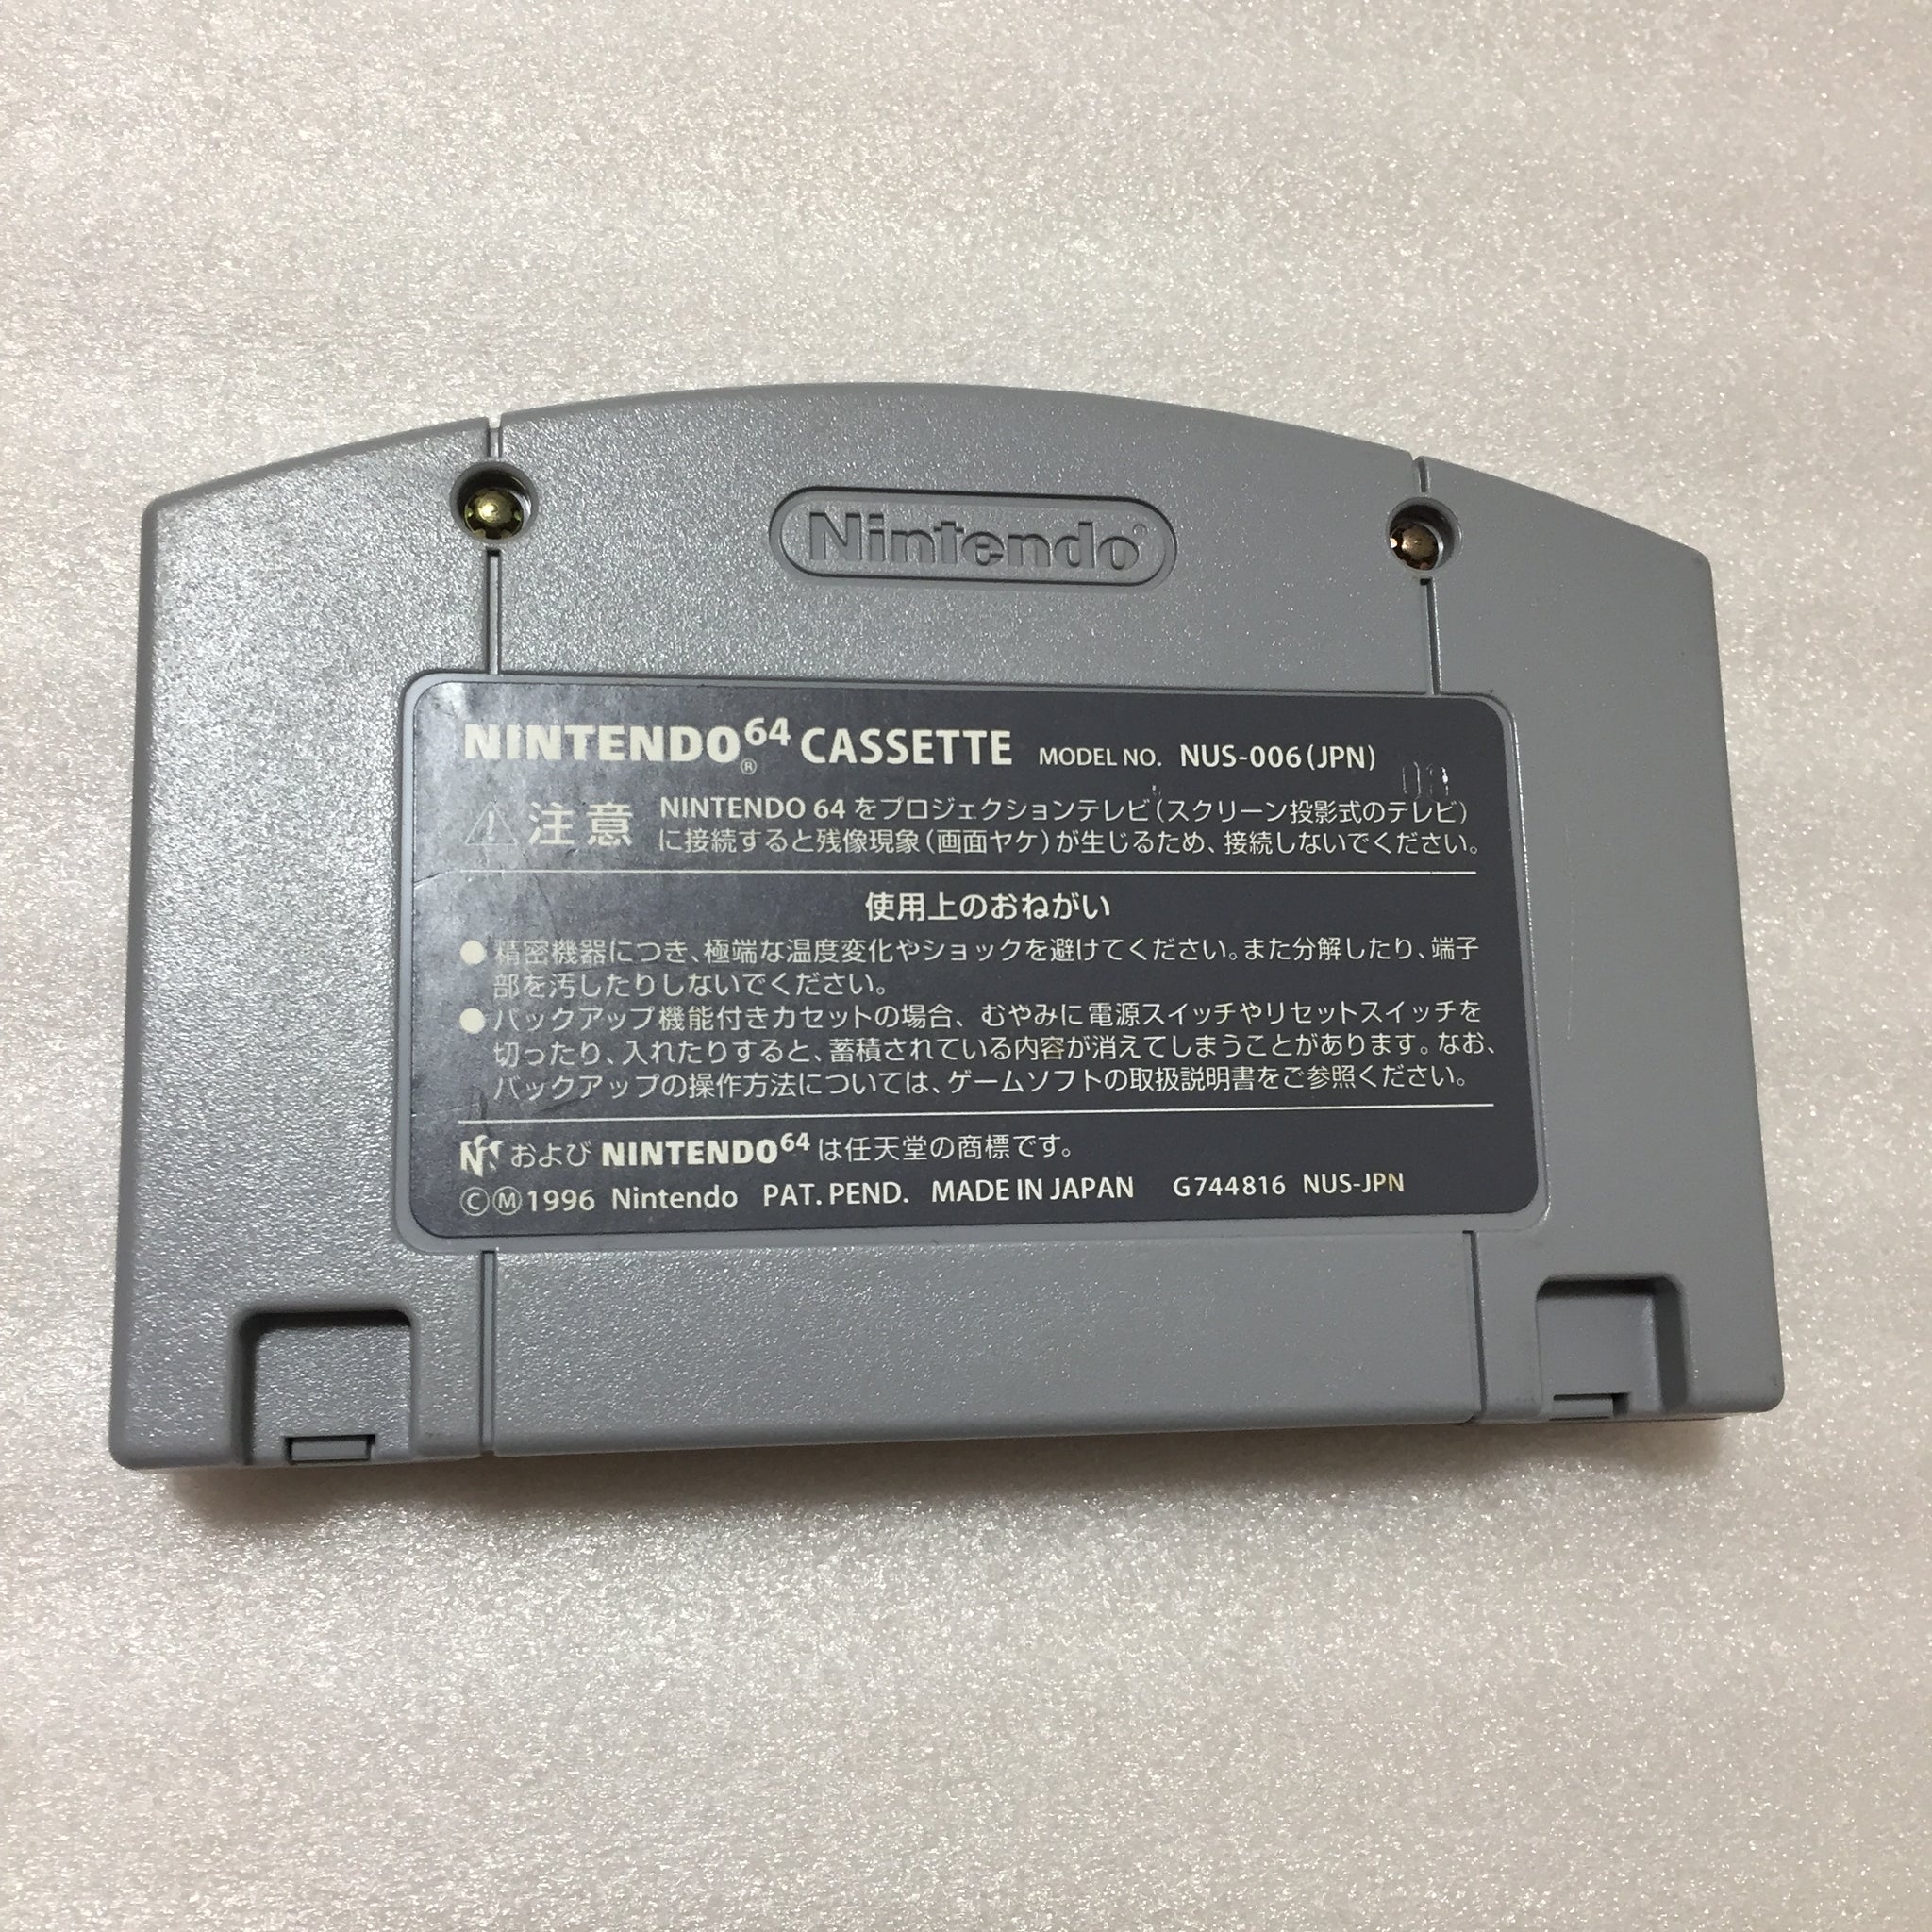 Nintendo®
NINTENDO64® CASSETTE MODEL NO. NUS-006(JPN)
⚠注意 NINTENDO 64 をプロジェクションテレビ(スクリーン投影式のテレビ)
に接続すると残像現象(画面ヤケ)が生じるため、接続しないでください。
使用上のおねがい
●精密機器につき、極端な温度変化やショックを避けてください。また分解したり、端子
部を汚したりしないでください。
●バックアップ機能付きカセットの場合、むやみに電源スイッチやリセットスイッチを
切ったり、入れたりすると、蓄積されている内容が消えてしまうことがあります。なお、
バックアップの操作方法については、ゲームソフトの取扱説明書をご参照ください。
および NINTENDO64 は任天堂の商標です。
ⒸⓂ1996 Nintendo PAT. PEND. MADE IN JAPAN G744816 NUS-JPN